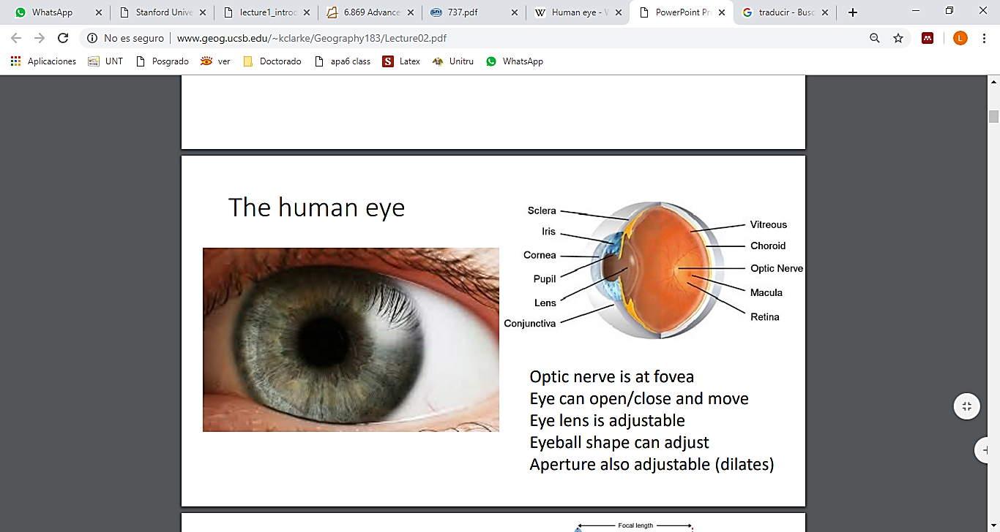 WhatsApp
Stanford Unive
lecture1_introc
6.869 Advance
737.pdf
Human eye - W
PowerPoint Pr
traducir - Busc
No es seguro
www.geog.ucsb.edu/~kclarke/Geography183/Lecture02.pdf
Aplicaciones
UNT
Posgrado
ver
Doctorado
apa6 class
Latex
Unitru
WhatsApp
L
The human eye
Sclera
Iris
Cornea
Pupil
Lens
Conjunctiva
Vitreous
Choroid
Optic Nerve
Macula
Retina
Optic nerve is at fovea
Eye can open/close and move
Eye lens is adjustable
Eyeball shape can adjust
Aperture also adjustable (dilates)
Focal length